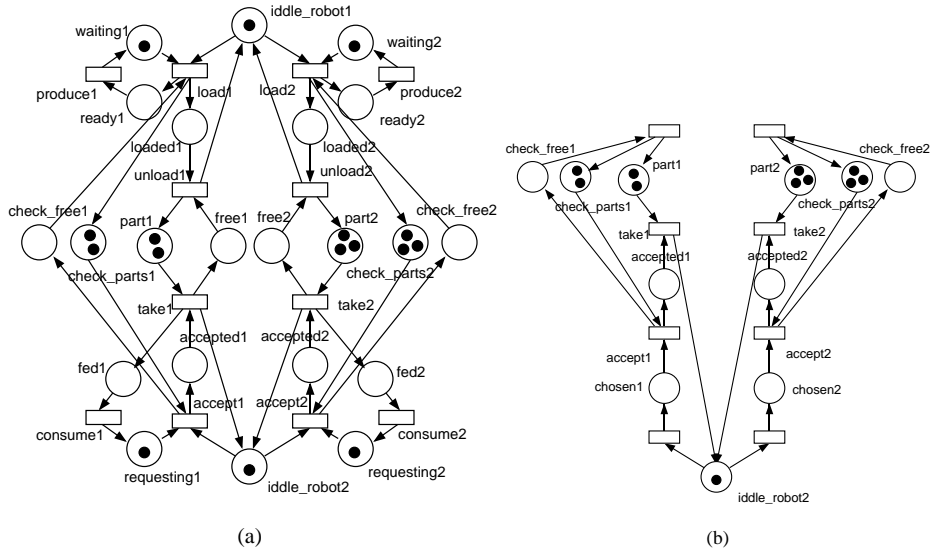 iddle_robot1
waiting1
waiting2
produce1
load1
load2
produce2
ready1
ready2
loaded1
loaded2
unload1
unload2
check_free1
part1
free1
free2
part2
check_free2
check_parts1
check_parts2
take1
take2
accepted1
accepted2
fed1
fed2
accept1
accept2
consume1
consume2
requesting1
requesting2
iddle_robot2
(a)
check_free1
part1
part2
check_free2
check_parts1
check_parts2
take1
take2
accepted1
accepted2
accept1
accept2
chosen1
chosen2
iddle_robot2
(b)